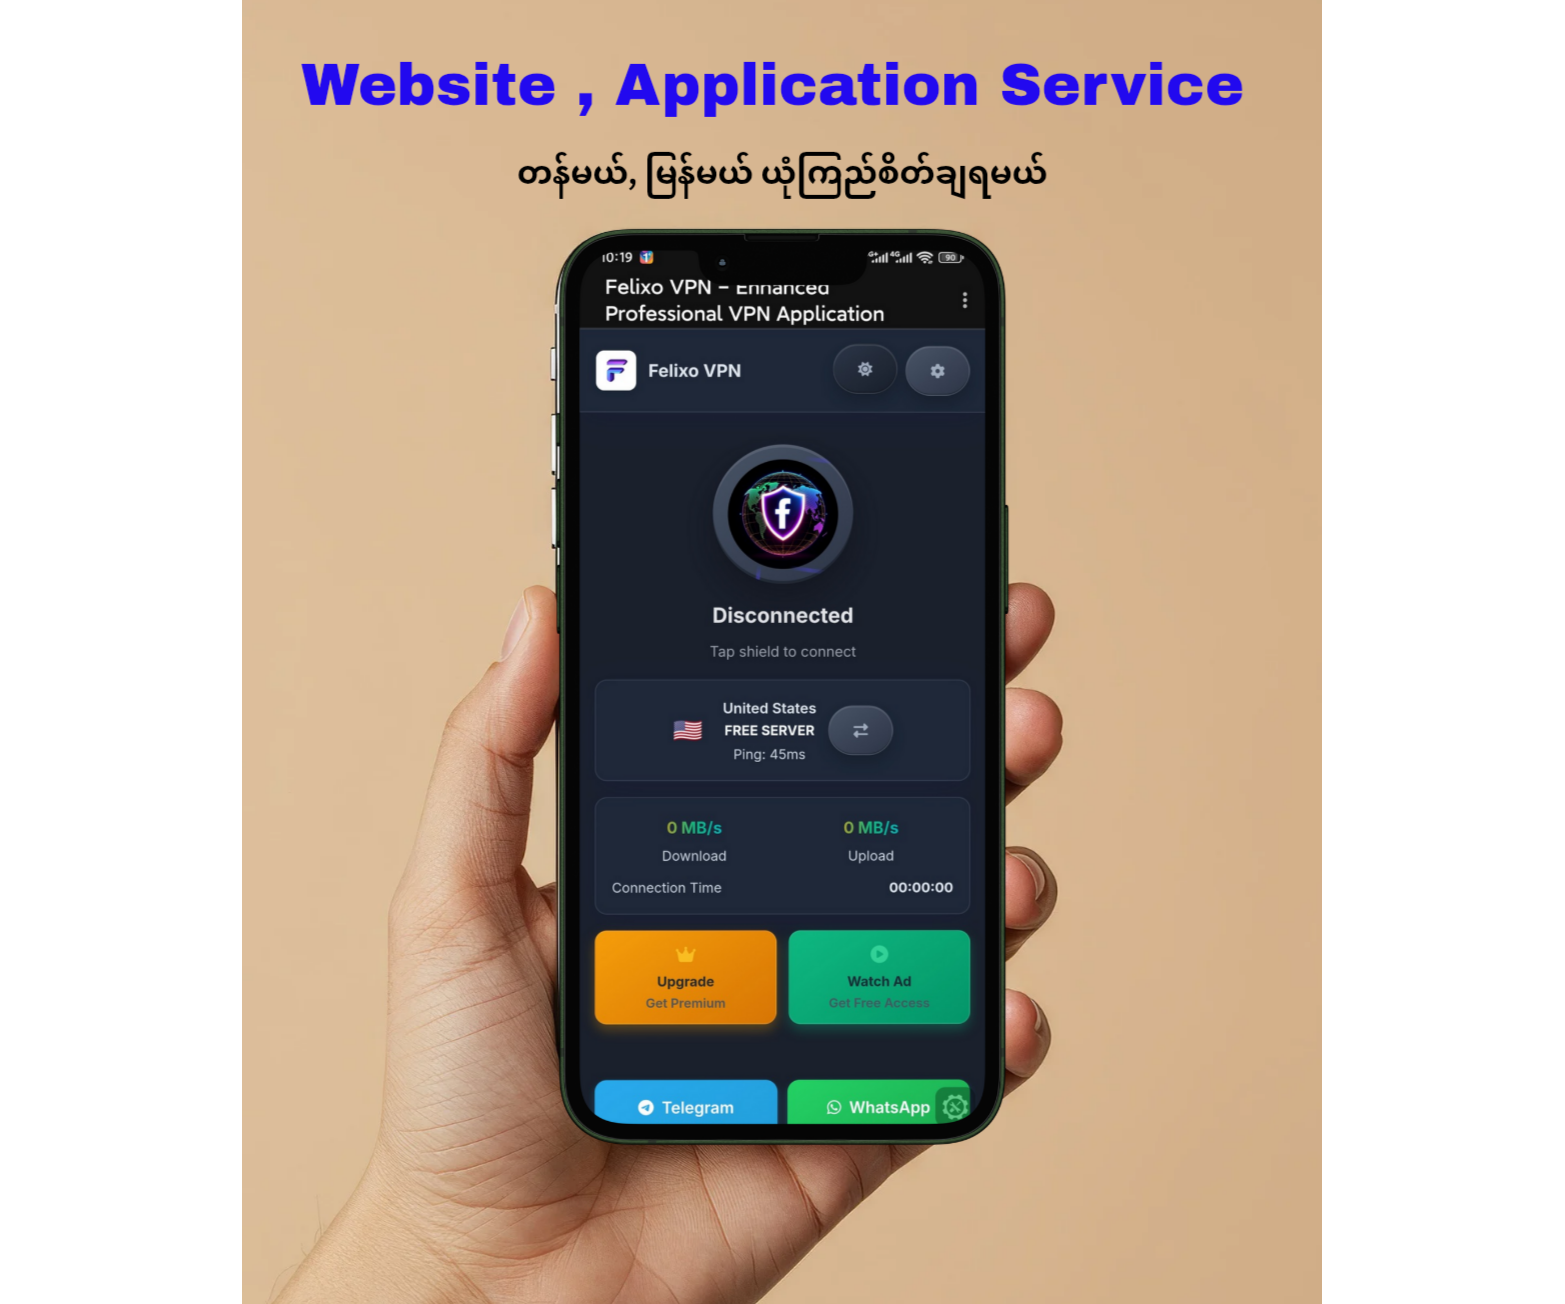 Website , Application Service
တန်မယ်, မြန်မယ် ယုံကြည်စိတ်ချရမယ်
10:19
90
Felixo VPN – Enhanced
Professional VPN Application
Felixo VPN
Disconnected
Tap shield to connect
United States
FREE SERVER
Ping: 45ms
0 MB/s 0 MB/s
Download Upload
Connection Time 00:00:00
Upgrade Watch Ad
Get Premium Get Free Access
Telegram WhatsApp